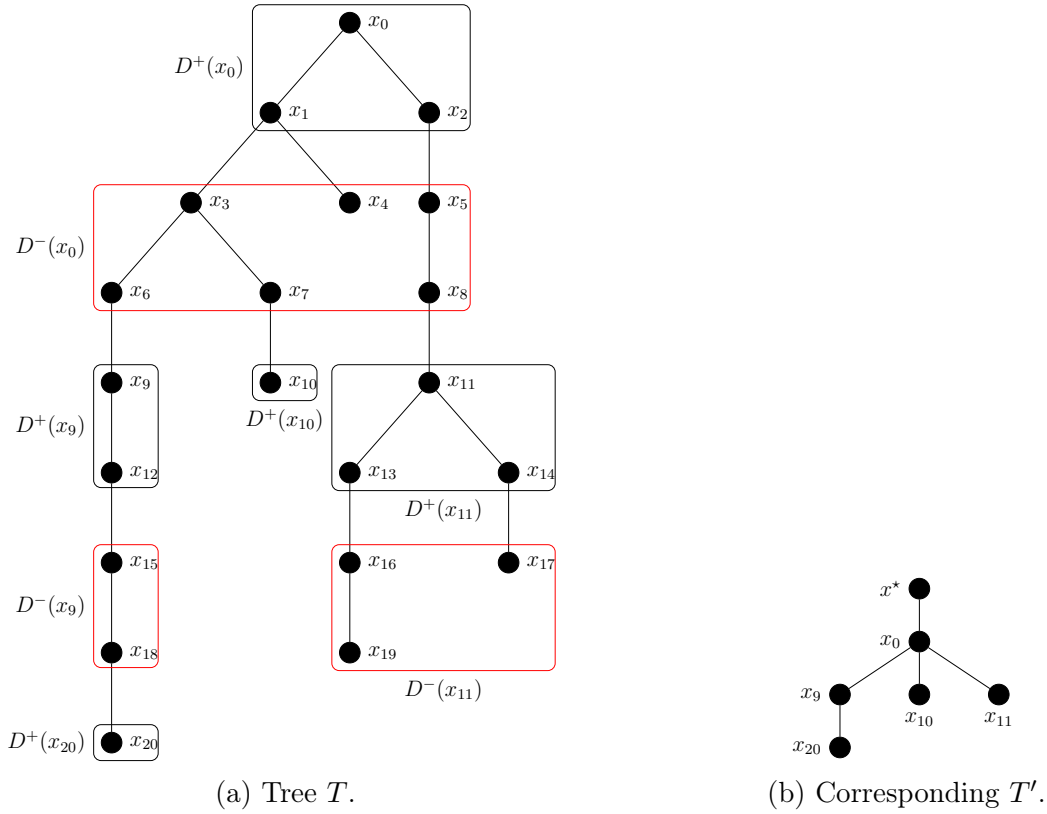 x₀
D⁺(x₀)
x₁ x₂
x₃ x₄ x₅
D⁻(x₀)
x₆ x₇ x₈
x₉ x₁₀ x₁₁
D⁺(x₉) D⁺(x₁₀)
x₁₂ x₁₃ x₁₄
D⁺(x₁₁)
x₁₅ x₁₆ x₁₇
D⁻(x₉)
x₁₈ x₁₉
D⁻(x₁₁)
D⁺(x₂₀) x₂₀
(a) Tree T.
x⋆
x₀
x₉
x₁₀ x₁₁
x₂₀
(b) Corresponding T′.